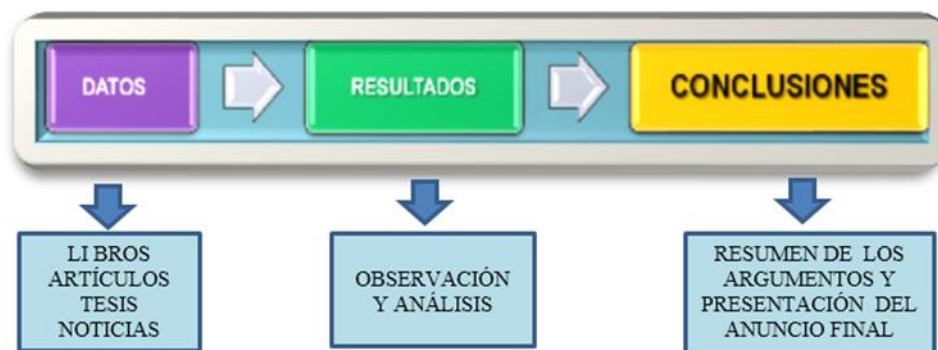 DATOS
RESULTADOS
CONCLUSIONES
LI BROS
ARTÍCULOS
TESIS
NOTICIAS
OBSERVACIÓN
Y ANÁLISIS
RESUMEN DE LOS
ARGUMENTOS Y
PRESENTACIÓN DEL
ANUNCIO FINAL